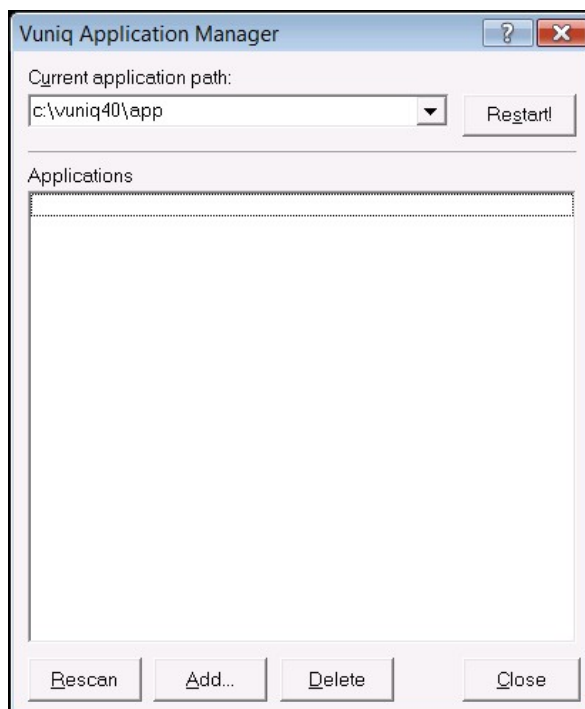 Vuniq Application Manager
Current application path:
c:\vuniq40\app
Restart!
Applications
Rescan
Add...
Delete
Close